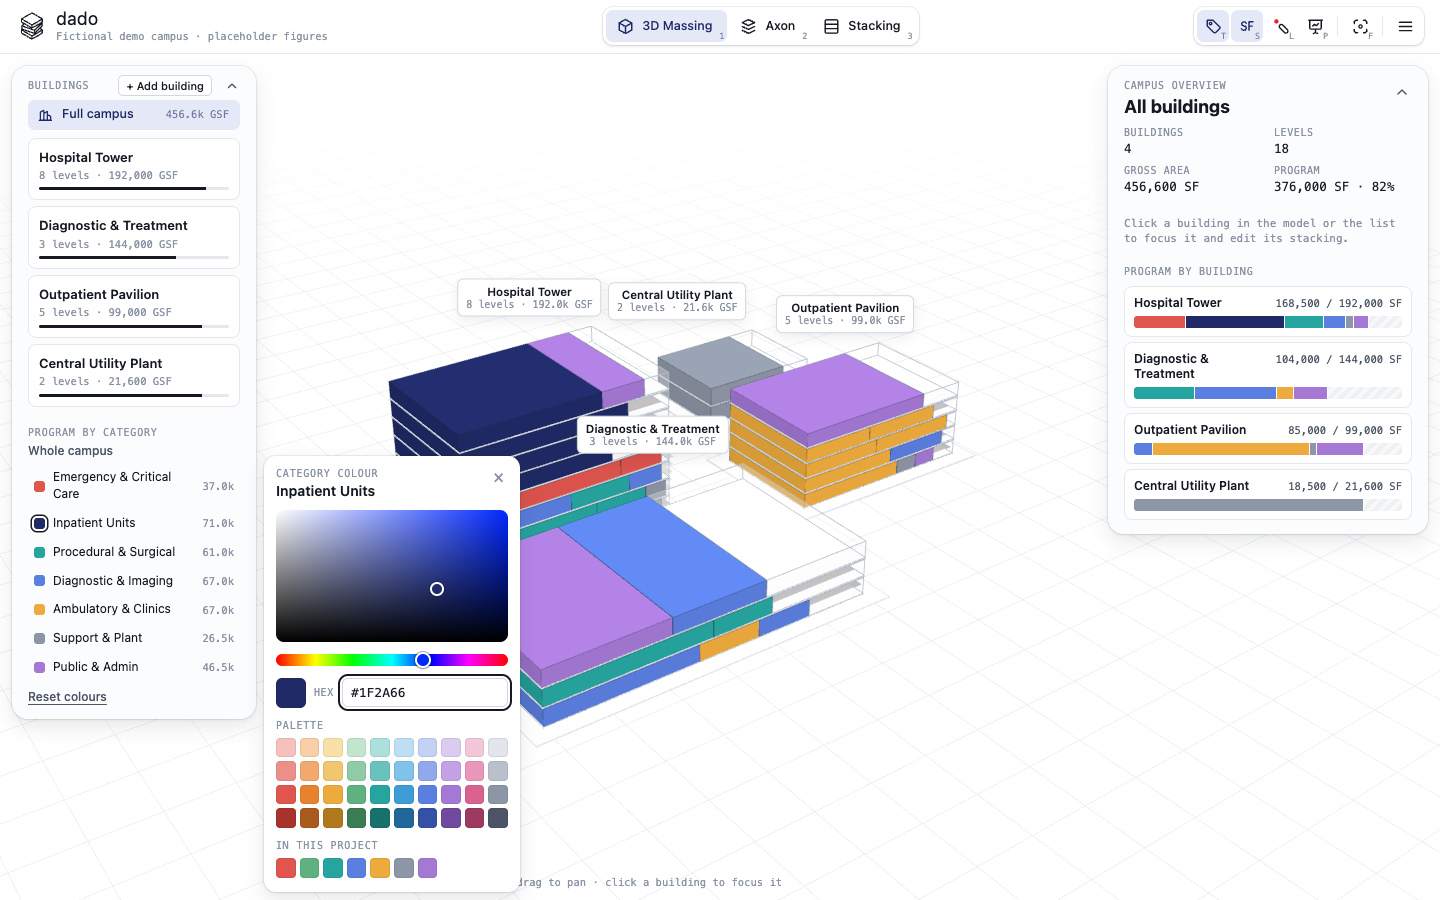 dado
Fictional demo campus · placeholder figures
3D Massing 1
Axon 2
Stacking 3
T
SF S
L
P
F
BUILDINGS
+ Add building
Full campus 456.6k GSF
Hospital Tower
8 levels · 192,000 GSF
Diagnostic & Treatment
3 levels · 144,000 GSF
Outpatient Pavilion
5 levels · 99,000 GSF
Central Utility Plant
2 levels · 21,600 GSF
PROGRAM BY CATEGORY
Whole campus
Emergency & Critical
Care 37.0k
Inpatient Units 71.0k
Procedural & Surgical 61.0k
Diagnostic & Imaging 67.0k
Ambulatory & Clinics 67.0k
Support & Plant 26.5k
Public & Admin 46.5k
Reset colours
Hospital Tower
8 levels · 192.0k GSF
Central Utility Plant
2 levels · 21.6k GSF
Outpatient Pavilion
5 levels · 99.0k GSF
Diagnostic & Treatment
3 levels · 144.0k GSF
CATEGORY COLOUR
Inpatient Units
HEX #1F2A66
PALETTE
IN THIS PROJECT
drag to pan · click a building to focus it
CAMPUS OVERVIEW
All buildings
BUILDINGS
4
LEVELS
18
GROSS AREA
456,600 SF
PROGRAM
376,000 SF · 82%
Click a building in the model or the list
to focus it and edit its stacking.
PROGRAM BY BUILDING
Hospital Tower 168,500 / 192,000 SF
Diagnostic & 104,000 / 144,000 SF
Treatment
Outpatient Pavilion 85,000 / 99,000 SF
Central Utility Plant 18,500 / 21,600 SF